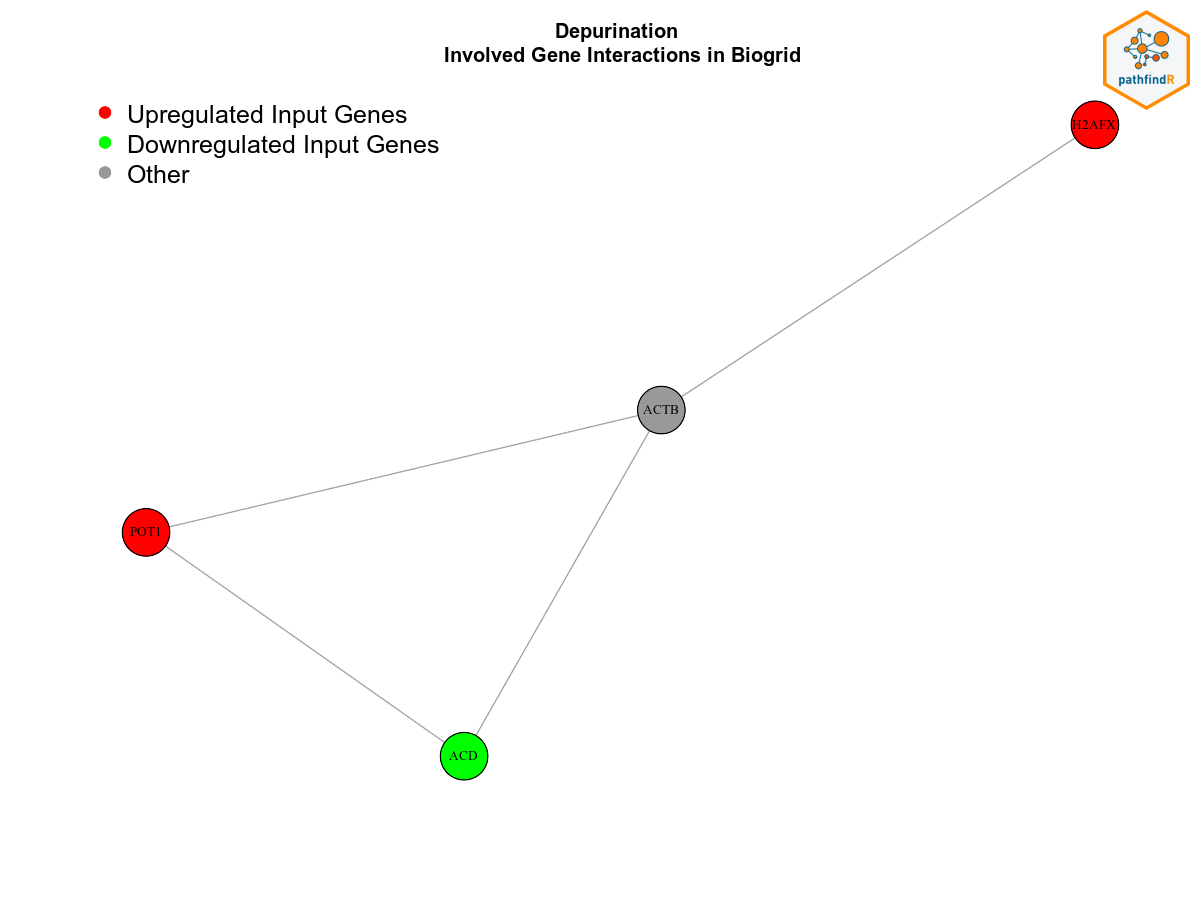 Depurination
Involved Gene Interactions in Biogrid
pathfindR
Upregulated Input Genes
Downregulated Input Genes
Other
H2AFX
ACTB
POT1
ACD